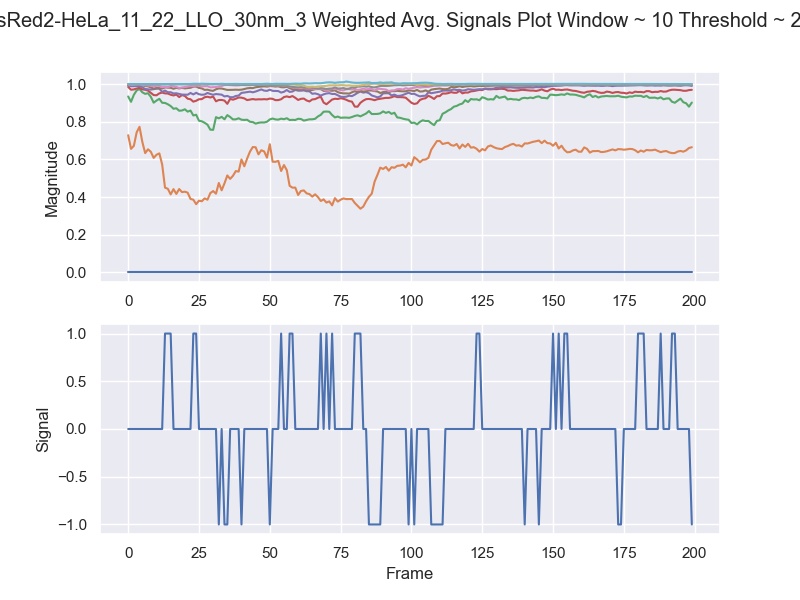 sRed2-HeLa_11_22_LLO_30nm_3 Weighted Avg. Signals Plot Window ~ 10 Threshold ~ 2
1.0
0.8
0.6
0.4
0.2
0.0
Magnitude
0 25 50 75 100 125 150 175 200
1.0
0.5
0.0
−0.5
−1.0
Signal
0 25 50 75 100 125 150 175 200
Frame